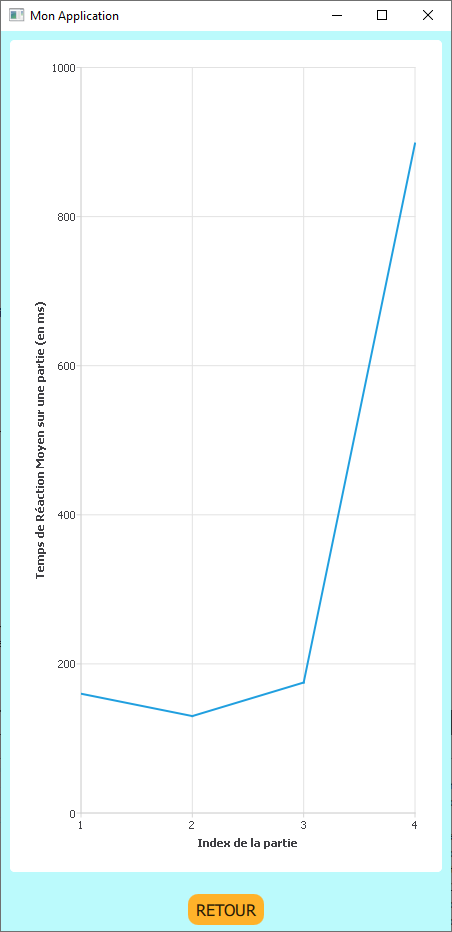 Mon Application
1000
800
600
400
200
0
Temps de Réaction Moyen sur une partie (en ms)
1 2 3 4
Index de la partie
RETOUR